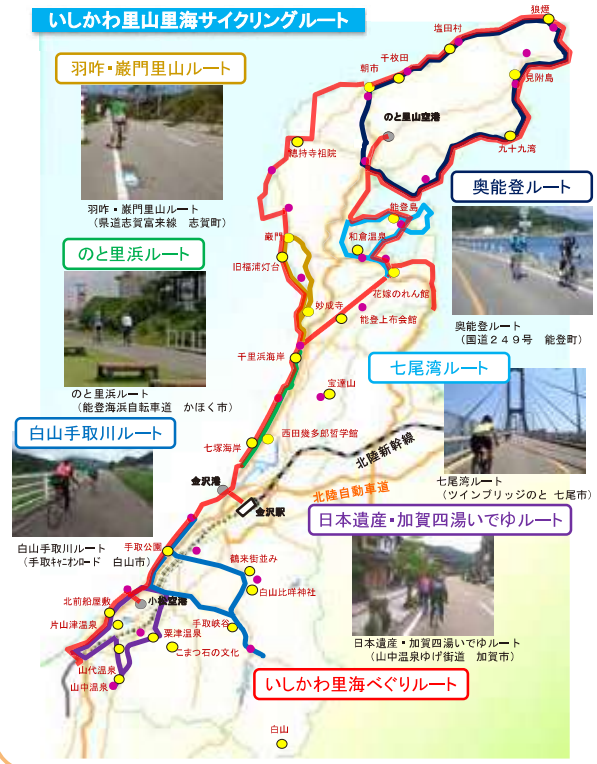 いしかわ里山里海サイクリングルート
狼煙
塩田村
千枚田
朝市
見附島
のと里山空港
九十九湾
總持寺祖院
羽咋・巌門里山ルート
羽咋・巌門里山ルート
（県道志賀富来線　志賀町）
奥能登ルート
奥能登ルート
（国道２４９号　能登町）
能登島
和倉温泉
巌門
旧福浦灯台
花嫁のれん館
妙成寺
能登上布会館
のと里浜ルート
のと里浜ルート
（能登海浜自転車道　かほく市）
千里浜海岸
宝達山
七尾湾ルート
七尾湾ルート
（ツインブリッジのと 七尾市）
七塚海岸
西田幾多郎哲学館
白山手取川ルート
白山手取川ルート
（手取ｷｬﾆｵﾝﾛｰﾄﾞ　白山市）
北陸新幹線
北陸自動車道
金沢港
金沢駅
日本遺産・加賀四湯いでゆルート
日本遺産・加賀四湯いでゆルート
（山中温泉ゆげ街道　加賀市）
手取公園
鶴来街並み
白山比咩神社
小松空港
北前船屋敷
片山津温泉
手取峡谷
粟津温泉
こまつ石の文化
山代温泉
山中温泉
いしかわ里海べぐりルート
白山